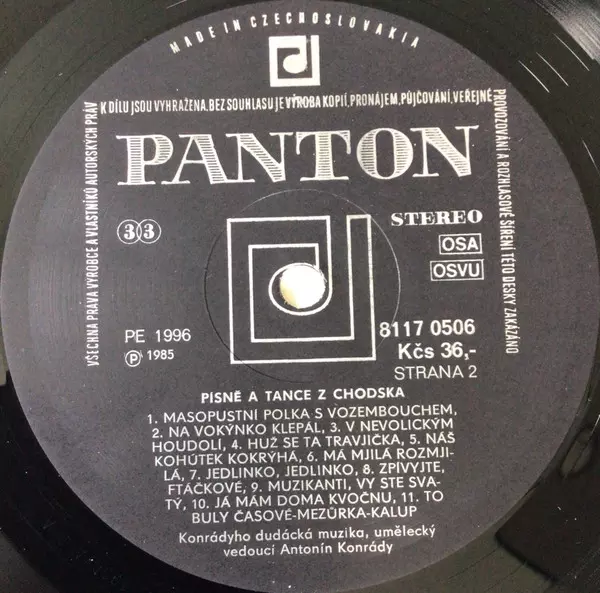 MADE IN CZECHOSLOVAKIA
VŠECHNA PRÁVA VÝROBCE A VLASTNÍKŮ AUTORSKÝCH PRÁV
K DÍLU JSOU VYHRAŽENA. BEZ SOUHLASU JE VÝROBA KOPIÍ, PRONÁJEM, PŮJČOVÁNÍ, VEŘEJNÉ
PROVOZOVÁNÍ A ROZHLASOVÉ ŠÍŘENÍ TÉTO DESKY ZAKÁZÁNO
PANTON
33
STEREO
OSA
OSVU
PE 1996
Ⓟ 1985
8117 0506
Kčs 36,-
STRANA 2
PÍSNĚ A TANCE Z CHODSKA
1. MASOPUSTNÍ POLKA S VOZEMBOUCHEM,
2. NA VOKÝNKO KLEPÁL, 3. V NEVOLICKÝM
HOUDOLÍ, 4. HUŽ SE TA TRAVJIČKA, 5. NÁŠ
KOHÚTEK KOKRYHÁ, 6. MÁ MJILÁ ROZMJI-
LÁ, 7. JEDLINKO, JEDLINKO, 8. ZPÍVYJTE,
FTÁČKOVÉ, 9. MUZIKANTI, VY STE SVA-
TÝ, 10. JÁ MÁM DOMA KVOČNU, 11. TO
BULY ČASOVÉ-MEZÚRKA-KALUP
Konrádyho dudácká muzika, umělecký
vedoucí Antonín Konrády